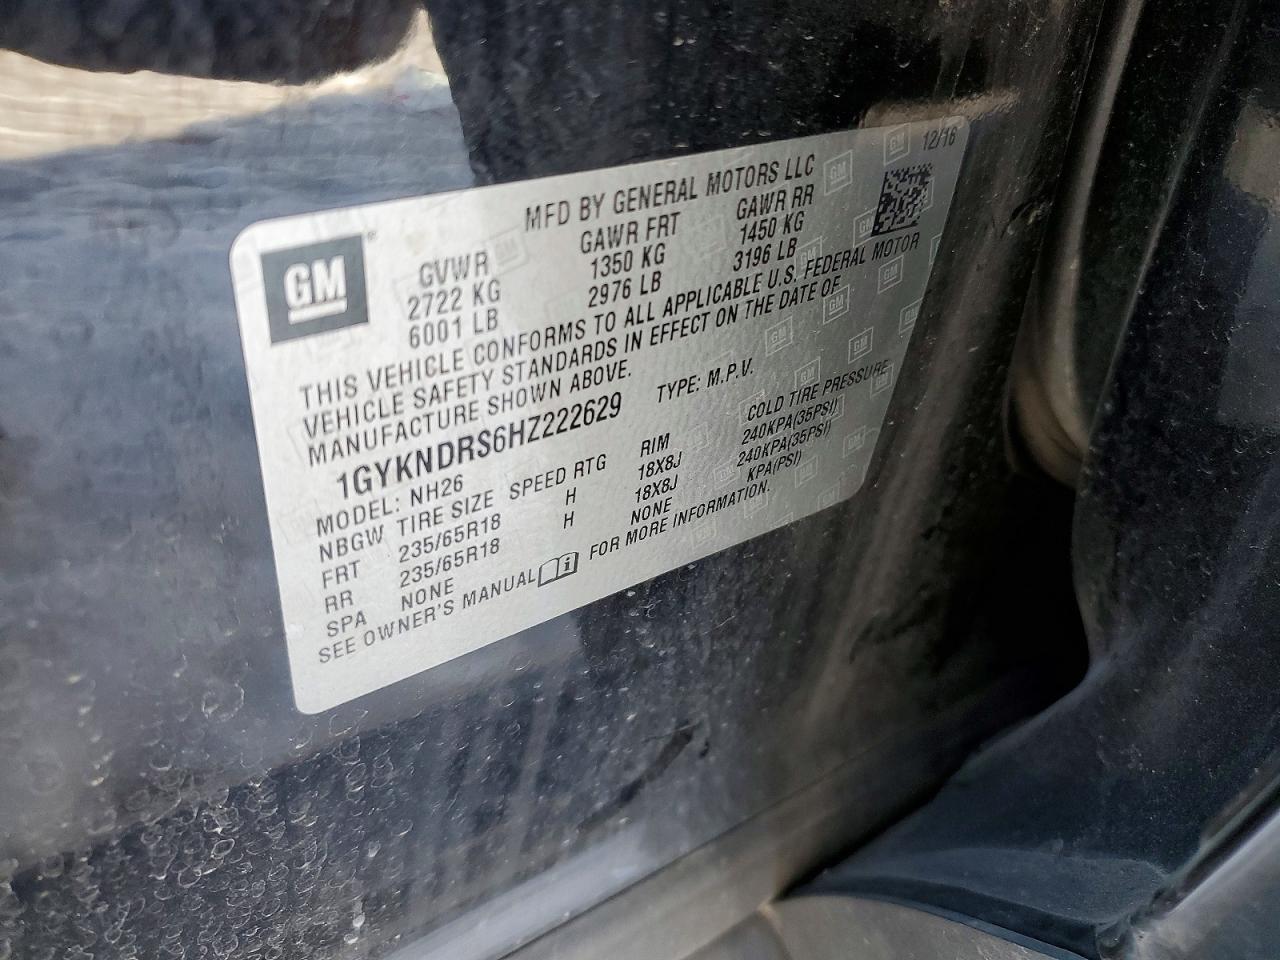 MFD BY GENERAL MOTORS LLC 12/16
GM®
GVWR GAWR FRT GAWR RR
2722 KG 1350 KG 1450 KG
6001 LB 2976 LB 3196 LB
THIS VEHICLE CONFORMS TO ALL APPLICABLE U.S. FEDERAL MOTOR
VEHICLE SAFETY STANDARDS IN EFFECT ON THE DATE OF
MANUFACTURE SHOWN ABOVE.
1GYKNDRS6HZ222629 TYPE: M.P.V.
MODEL: NH26
NBGW TIRE SIZE SPEED RTG RIM COLD TIRE PRESSURE
FRT 235/65R18 H 18X8J 240KPA(35PSI)
RR 235/65R18 H 18X8J 240KPA(35PSI)
SPA NONE NONE KPA(PSI)
SEE OWNER'S MANUAL FOR MORE INFORMATION.